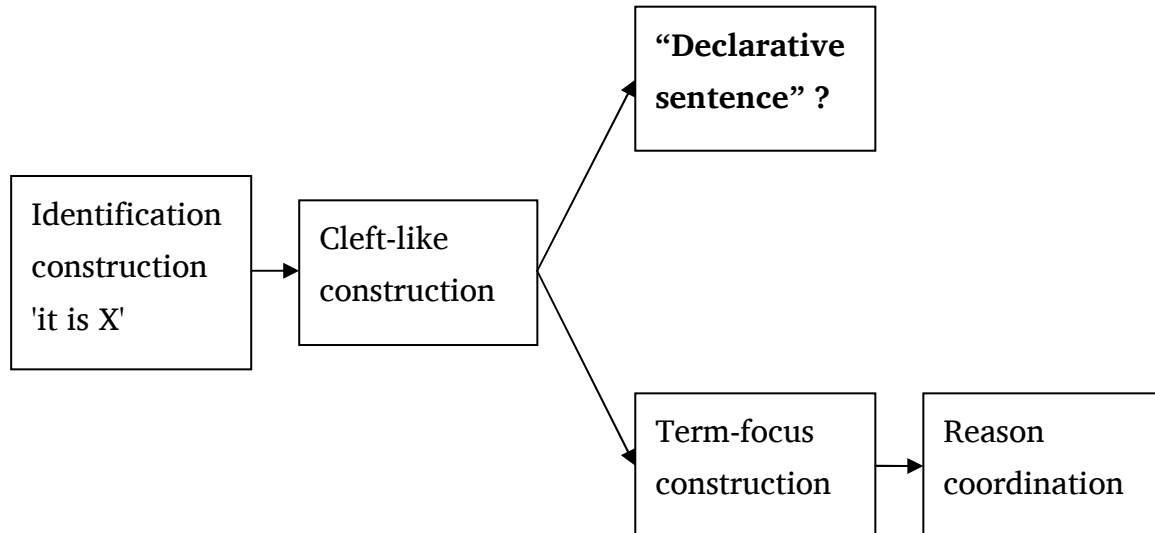 “Declarative
sentence” ?
Identification
construction
'it is X'
Cleft-like
construction
Term-focus
construction
Reason
coordination